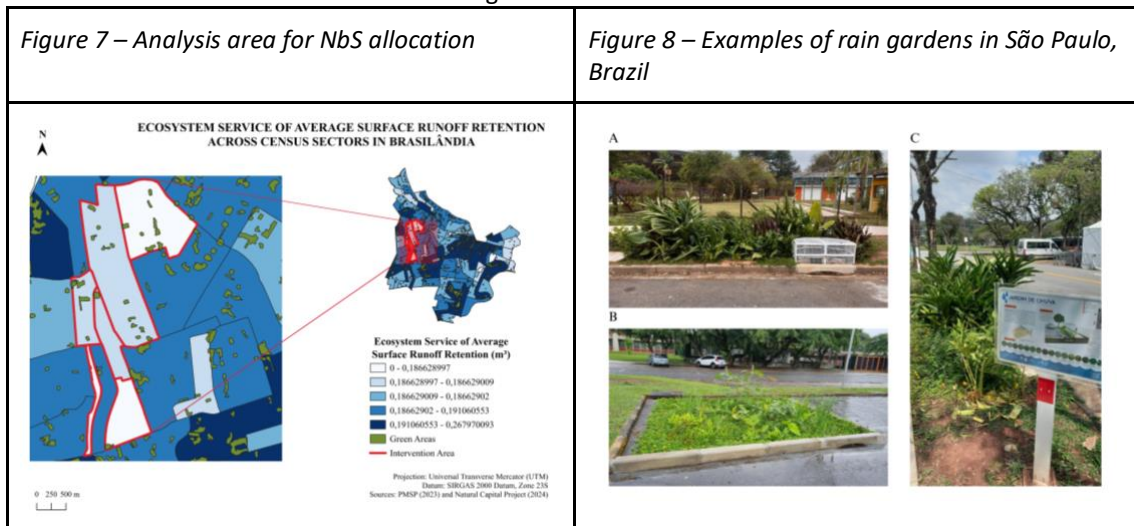 Figure 7 – Analysis area for NbS allocation
Figure 8 – Examples of rain gardens in São Paulo,
Brazil
N
ECOSYSTEM SERVICE OF AVERAGE SURFACE RUNOFF RETENTION
ACROSS CENSUS SECTORS IN BRASILÂNDIA
Ecosystem Service of Average
Surface Runoff Retention (m³)
0 - 0,186628997
0,186628997 - 0,186629009
0,186629009 - 0,18662902
0,18662902 - 0,191060553
0,191060553 - 0,267970093
Green Areas
Intervention Area
Projection: Universal Transverse Mercator (UTM)
Datum: SIRGAS 2000 Datum, Zone 23S
Sources: PMSP (2023) and Natural Capital Project (2024)
0 250 500 m
A
B
C
JARDIM DE CHUVA